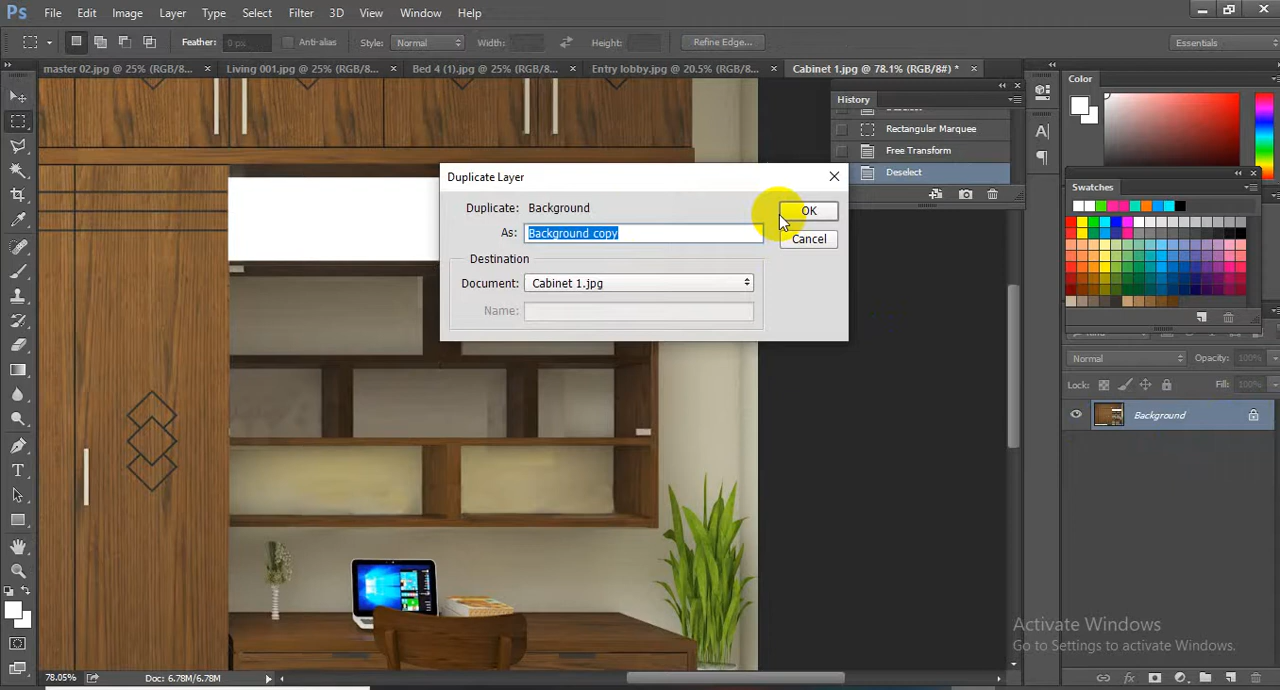 Ps File Edit Image Layer Type Select Filter 3D View Window Help
Feather: 0 px Anti-alias Style: Normal Width: Height: Refine Edge... Essentials
master 02.jpg @ 25% (RGB/8... × Living 001.jpg @ 25% (RGB/8... × Bed 4 (1).jpg @ 25% (RGB/8... × Entry lobby.jpg @ 20.5% (RGB/8... × Cabinet 1.jpg @ 78.1% (RGB/8#) * ×
Color
History
Rectangular Marquee
Free Transform
Deselect
Swatches
Duplicate Layer
Duplicate: Background
As: Background copy
OK
Cancel
Destination
Document: Cabinet 1.jpg
Name:
Normal Opacity: 100%
Lock: Fill: 100%
Background
Activate Windows
Go to Settings to activate Windows.
78.05% Doc: 6.78M/6.78M